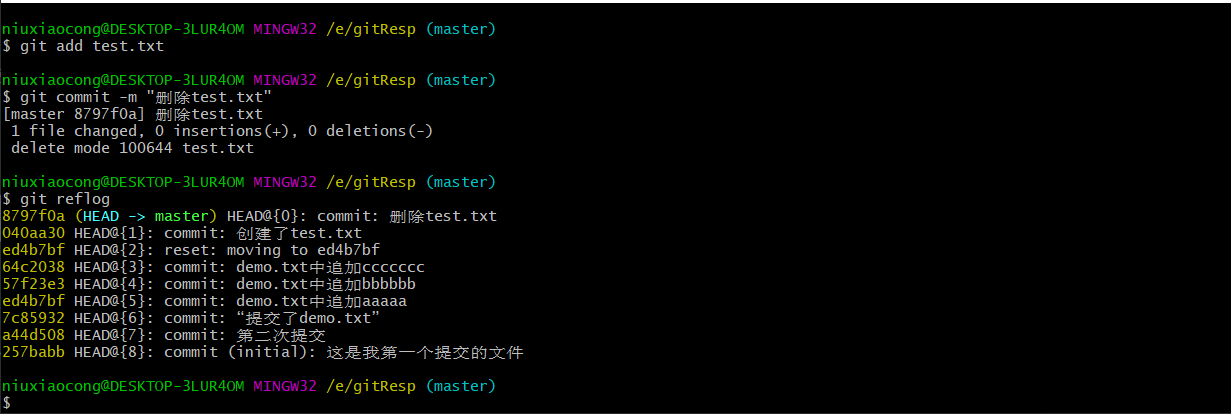 niuxiaocong@DESKTOP-3LUR4OM MINGW32 /e/gitResp (master)
$ git add test.txt
niuxiaocong@DESKTOP-3LUR4OM MINGW32 /e/gitResp (master)
$ git commit -m "删除test.txt"
[master 8797f0a] 删除test.txt
 1 file changed, 0 insertions(+), 0 deletions(-)
 delete mode 100644 test.txt
niuxiaocong@DESKTOP-3LUR4OM MINGW32 /e/gitResp (master)
$ git reflog
8797f0a (HEAD -> master) HEAD@{0}: commit: 删除test.txt
040aa30 HEAD@{1}: commit: 创建了test.txt
ed4b7bf HEAD@{2}: reset: moving to ed4b7bf
64c2038 HEAD@{3}: commit: demo.txt中追加ccccccc
57f23e3 HEAD@{4}: commit: demo.txt中追加bbbbbb
ed4b7bf HEAD@{5}: commit: demo.txt中追加aaaaa
7c85932 HEAD@{6}: commit: “提交了demo.txt”
a44d508 HEAD@{7}: commit: 第二次提交
257babb HEAD@{8}: commit (initial): 这是我第一个提交的文件
niuxiaocong@DESKTOP-3LUR4OM MINGW32 /e/gitResp (master)
$